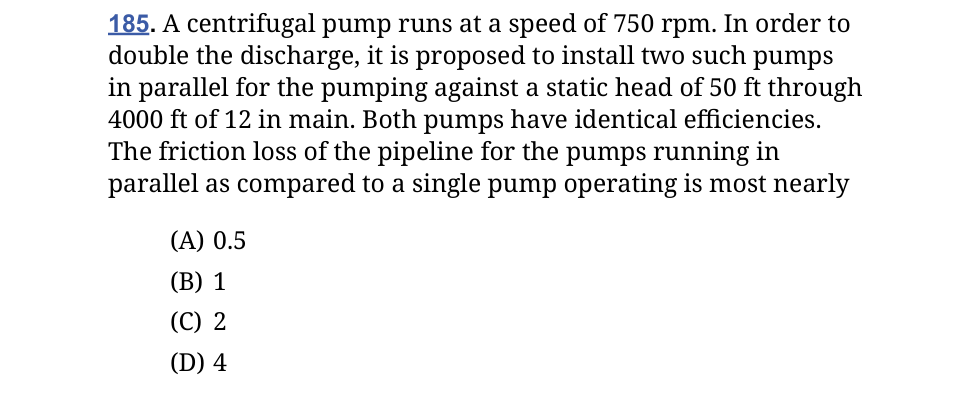 185. A centrifugal pump runs at a speed of 750 rpm. In order to
double the discharge, it is proposed to install two such pumps
in parallel for the pumping against a static head of 50 ft through
4000 ft of 12 in main. Both pumps have identical efficiencies.
The friction loss of the pipeline for the pumps running in
parallel as compared to a single pump operating is most nearly
(A) 0.5
(B) 1
(C) 2
(D) 4